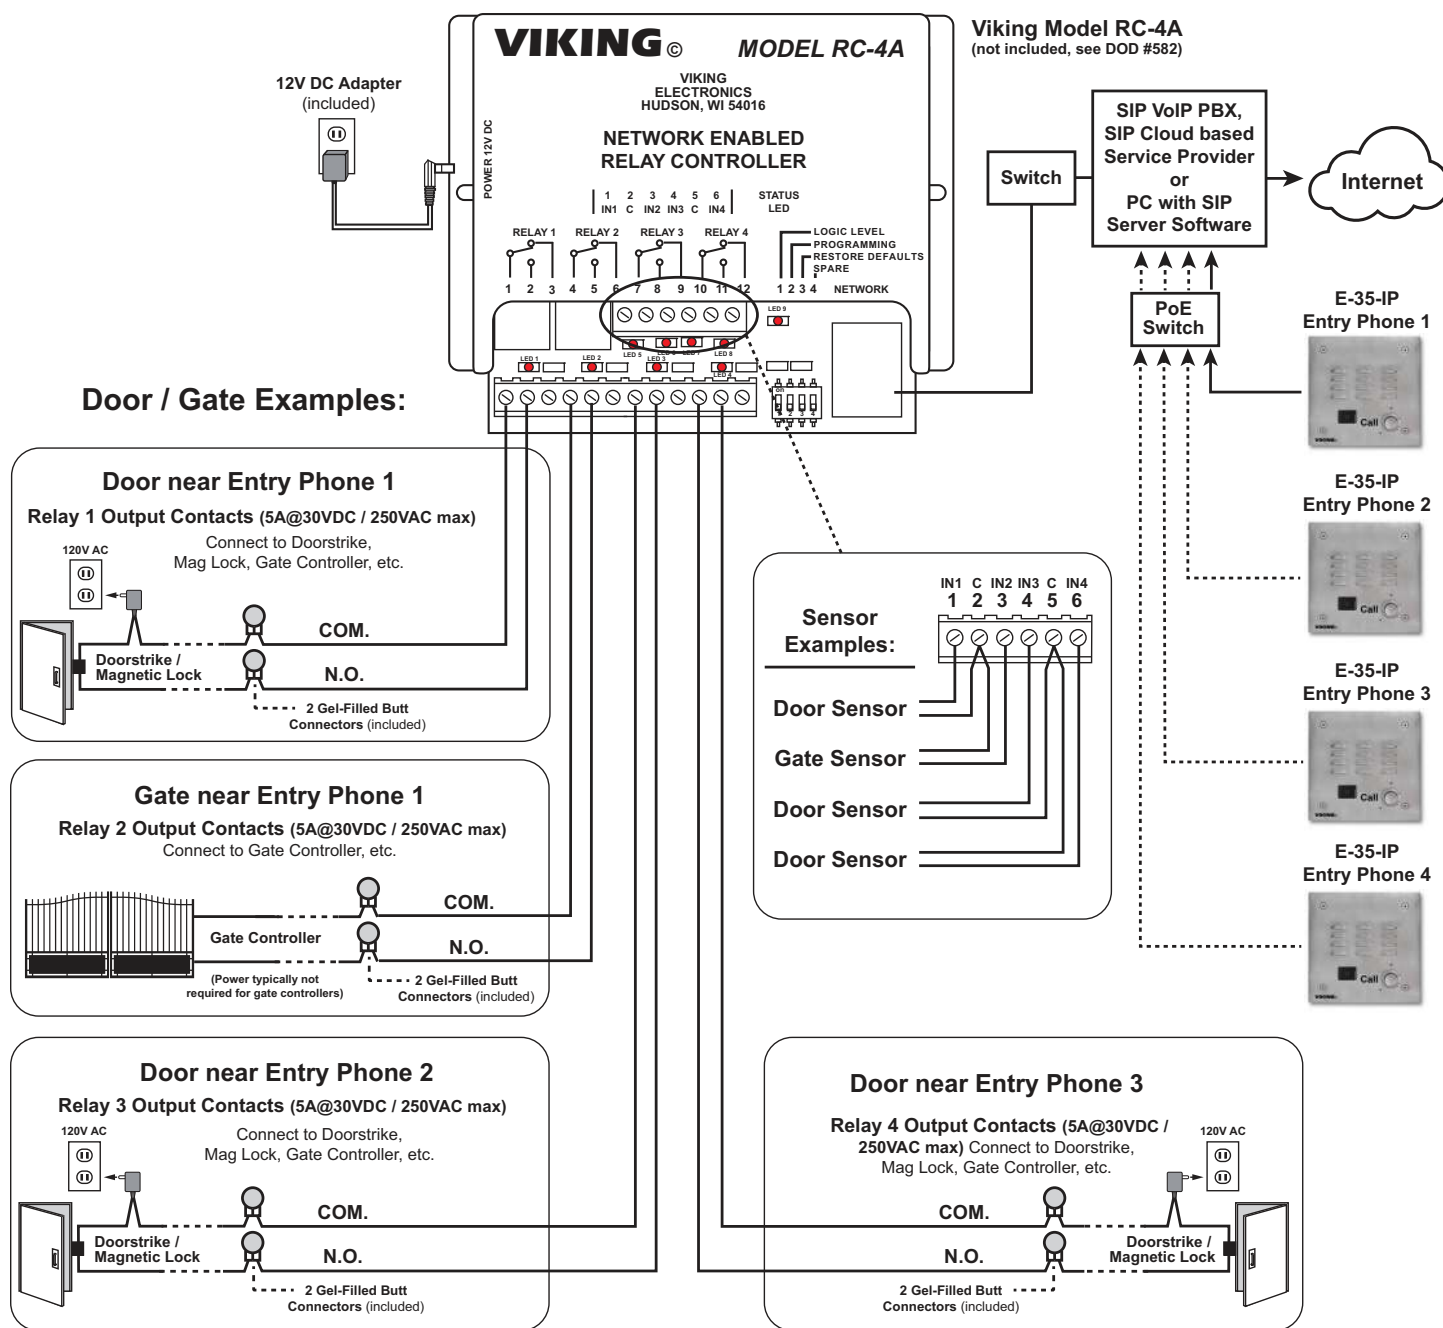 VIKING©
MODEL RC-4A
VIKING
ELECTRONICS
HUDSON, WI 54016
NETWORK ENABLED
RELAY CONTROLLER
POWER 12V DC
1 2 3 4 5 6
IN1 C IN2 IN3 C IN4
STATUS
LED
RELAY 1 RELAY 2 RELAY 3 RELAY 4
LOGIC LEVEL
PROGRAMMING
RESTORE DEFAULTS
SPARE
1 2 3 4 5 6 7 8 9 10 11 12
1 2 3 4
NETWORK
LED 9
LED 5 LED 8
LED 1 LED 2 LED 3 LED 4
on
2 3 4
Viking Model RC-4A
(not included, see DOD #582)
12V DC Adapter
(included)
Switch
SIP VoIP PBX,
SIP Cloud based
Service Provider
or
PC with SIP
Server Software
Internet
PoE
Switch
E-35-IP
Entry Phone 1
Call
VIKING
E-35-IP
Entry Phone 2
Call
VIKING
E-35-IP
Entry Phone 3
Call
VIKING
E-35-IP
Entry Phone 4
Call
VIKING
Door / Gate Examples:
Door near Entry Phone 1
Relay 1 Output Contacts (5A@30VDC / 250VAC max)
Connect to Doorstrike,
Mag Lock, Gate Controller, etc.
120V AC
COM.
Doorstrike /
Magnetic Lock
N.O.
2 Gel-Filled Butt
Connectors (included)
Gate near Entry Phone 1
Relay 2 Output Contacts (5A@30VDC / 250VAC max)
Connect to Gate Controller, etc.
COM.
Gate Controller
N.O.
(Power typically not
required for gate controllers)
2 Gel-Filled Butt
Connectors (included)
Door near Entry Phone 2
Relay 3 Output Contacts (5A@30VDC / 250VAC max)
Connect to Doorstrike,
Mag Lock, Gate Controller, etc.
120V AC
COM.
Doorstrike /
Magnetic Lock
N.O.
2 Gel-Filled Butt
Connectors (included)
Sensor
Examples:
IN1 C IN2 IN3 C IN4
1 2 3 4 5 6
Door Sensor
Gate Sensor
Door Sensor
Door Sensor
Door near Entry Phone 3
Relay 4 Output Contacts (5A@30VDC /
250VAC max) Connect to Doorstrike,
Mag Lock, Gate Controller, etc.
120V AC
COM.
Doorstrike /
Magnetic Lock
N.O.
2 Gel-Filled Butt
Connectors (included)